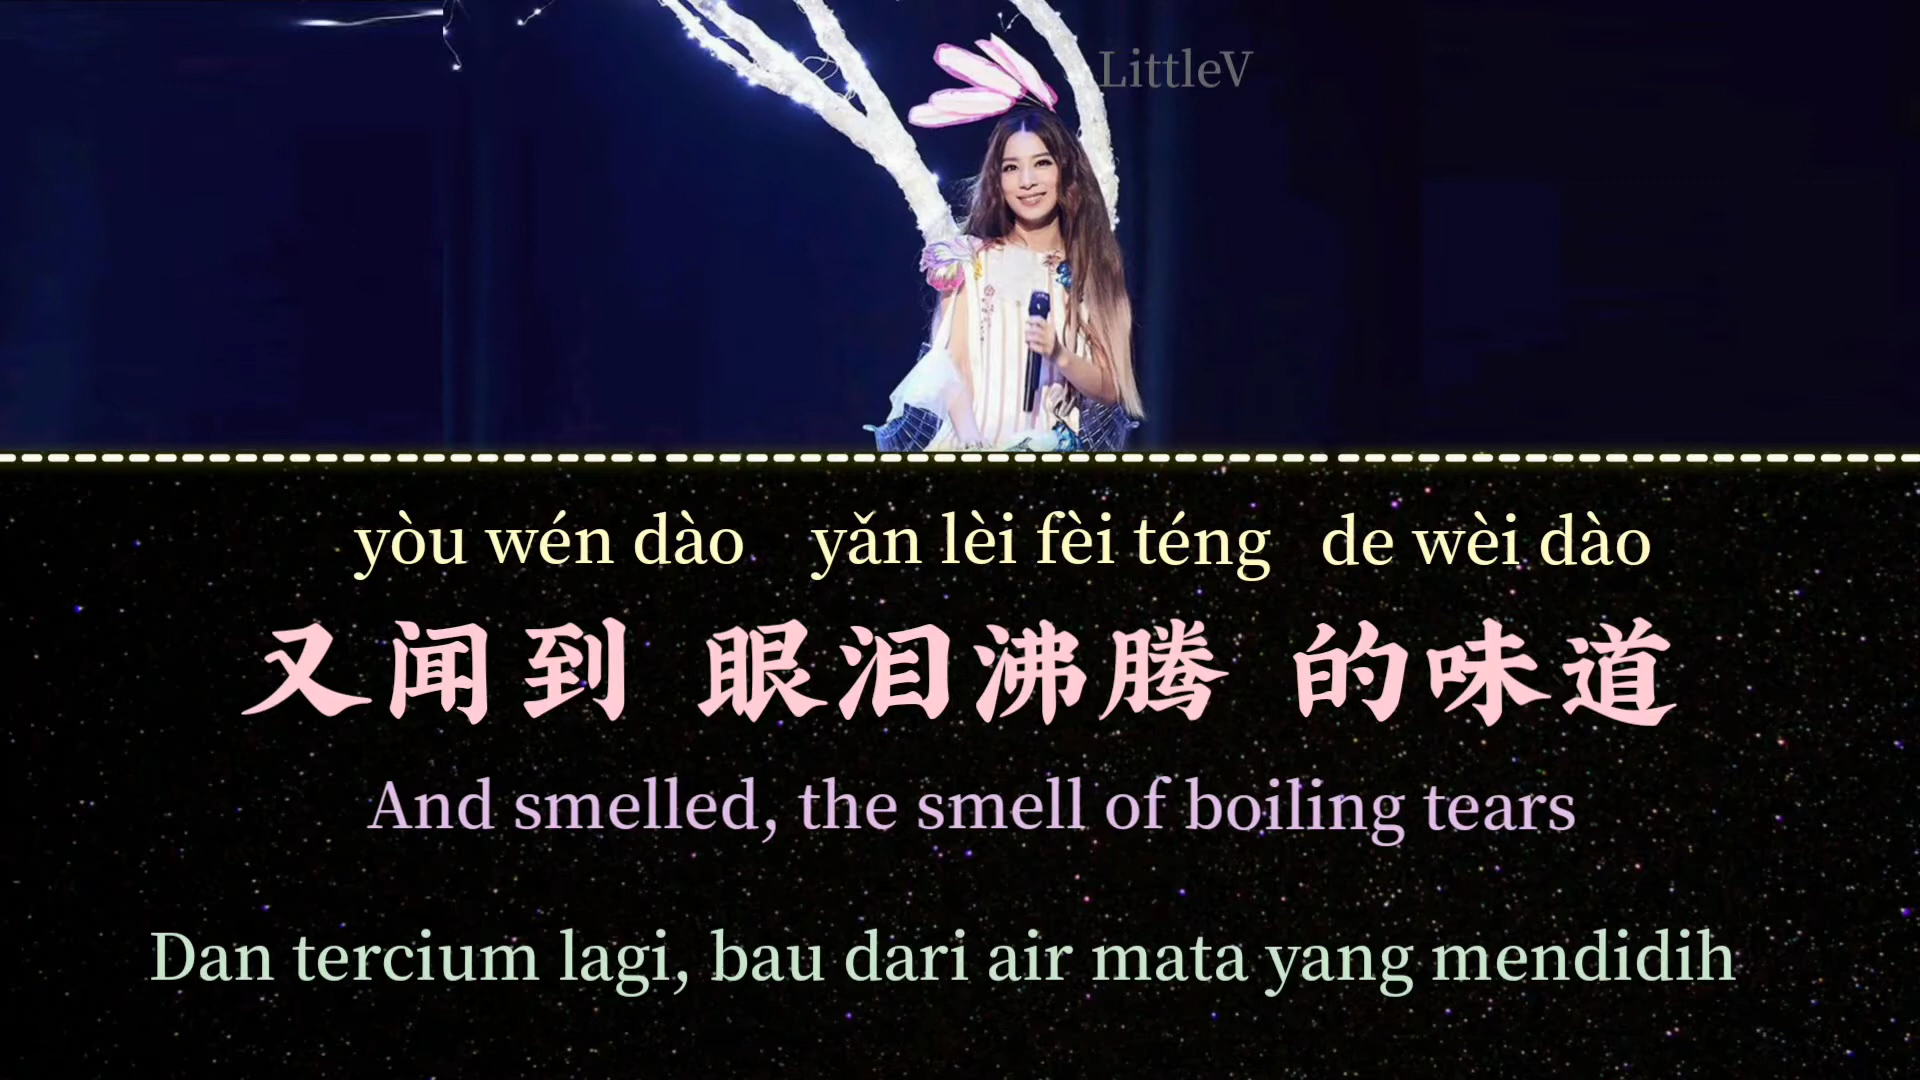 LittleV
yòu wén dào yǎn lèi fèi téng de wèi dào
又闻到 眼泪沸腾 的味道
And smelled, the smell of boiling tears
Dan tercium lagi, bau dari air mata yang mendidih